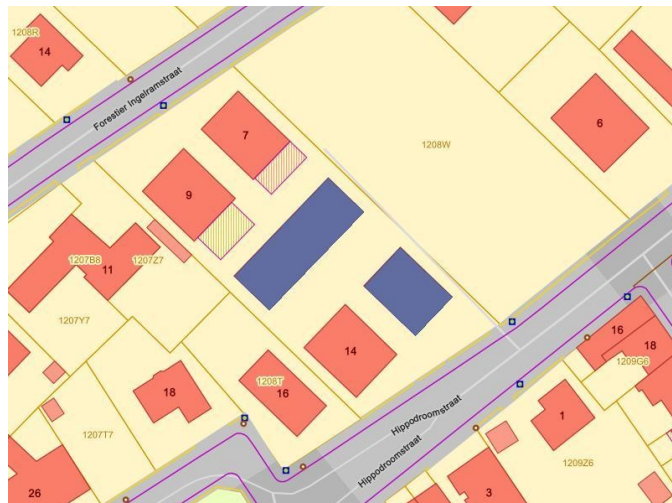 1208R
14
Forestier Ingelramstraat
7
1208W
6
9
1207B8
11
1207Z7
1207Y7
14
16
18
1209G6
18
1208T
16
Hippodroomstraat
Hippodroomstraat
1
1207T7
26
3
1209Z6